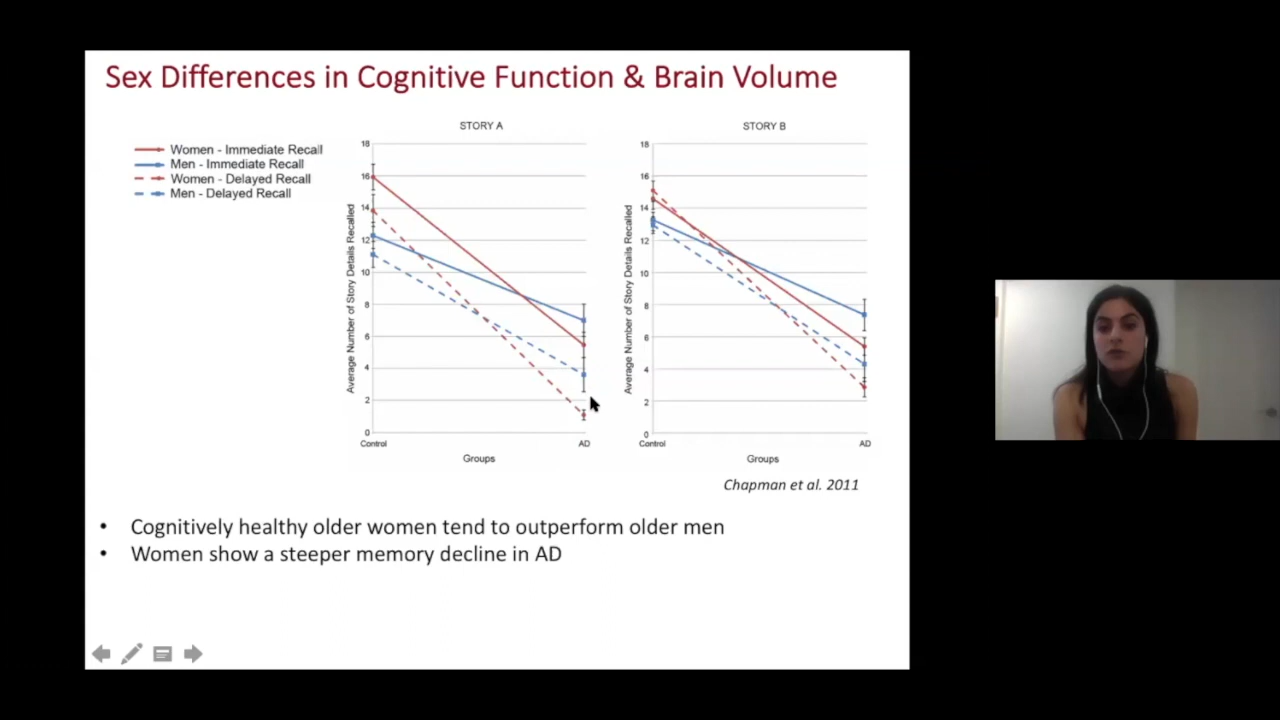 Sex Differences in Cognitive Function & Brain Volume
Women - Immediate Recall
Men - Immediate Recall
Women - Delayed Recall
Men - Delayed Recall
STORY A
Average Number of Story Details Recalled
18
16
14
12
10
8
6
4
2
0
Control
AD
Groups
STORY B
Average Number of Story Details Recalled
18
16
14
12
10
8
6
4
2
0
Control
AD
Groups
Chapman et al. 2011
• Cognitively healthy older women tend to outperform older men
• Women show a steeper memory decline in AD